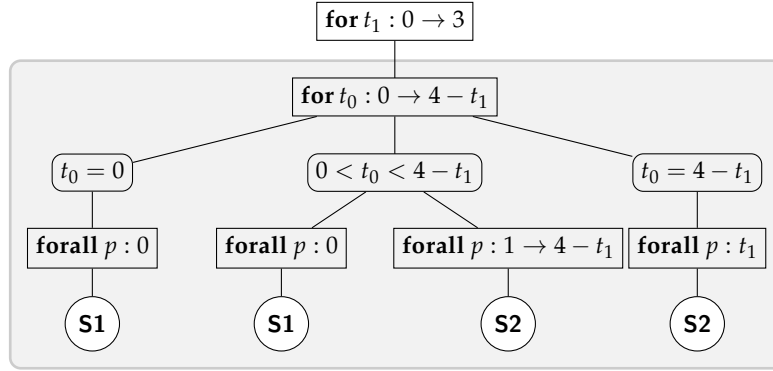 for t₁ : 0 → 3
for t₀ : 0 → 4 − t₁
t₀ = 0
0 < t₀ < 4 − t₁
t₀ = 4 − t₁
forall p : 0
forall p : 0
forall p : 1 → 4 − t₁
forall p : t₁
S1
S1
S2
S2